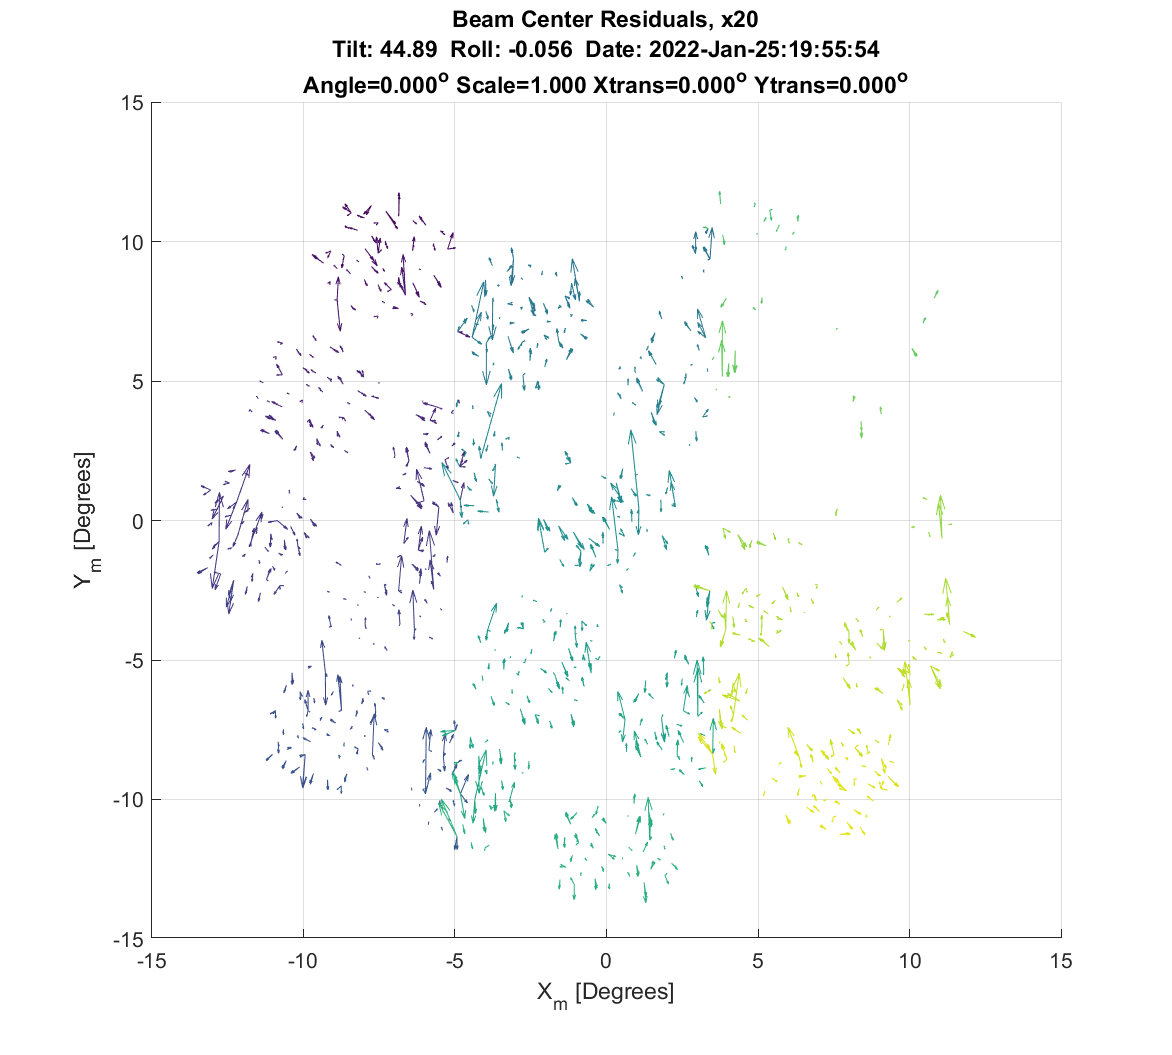 Beam Center Residuals, x20
Tilt: 44.89 Roll: -0.056 Date: 2022-Jan-25:19:55:54
Angle=0.000° Scale=1.000 Xtrans=0.000° Ytrans=0.000°
15
10
5
0
-5
-10
-15
Y_m [Degrees]
-15 -10 -5 0 5 10 15
X_m [Degrees]